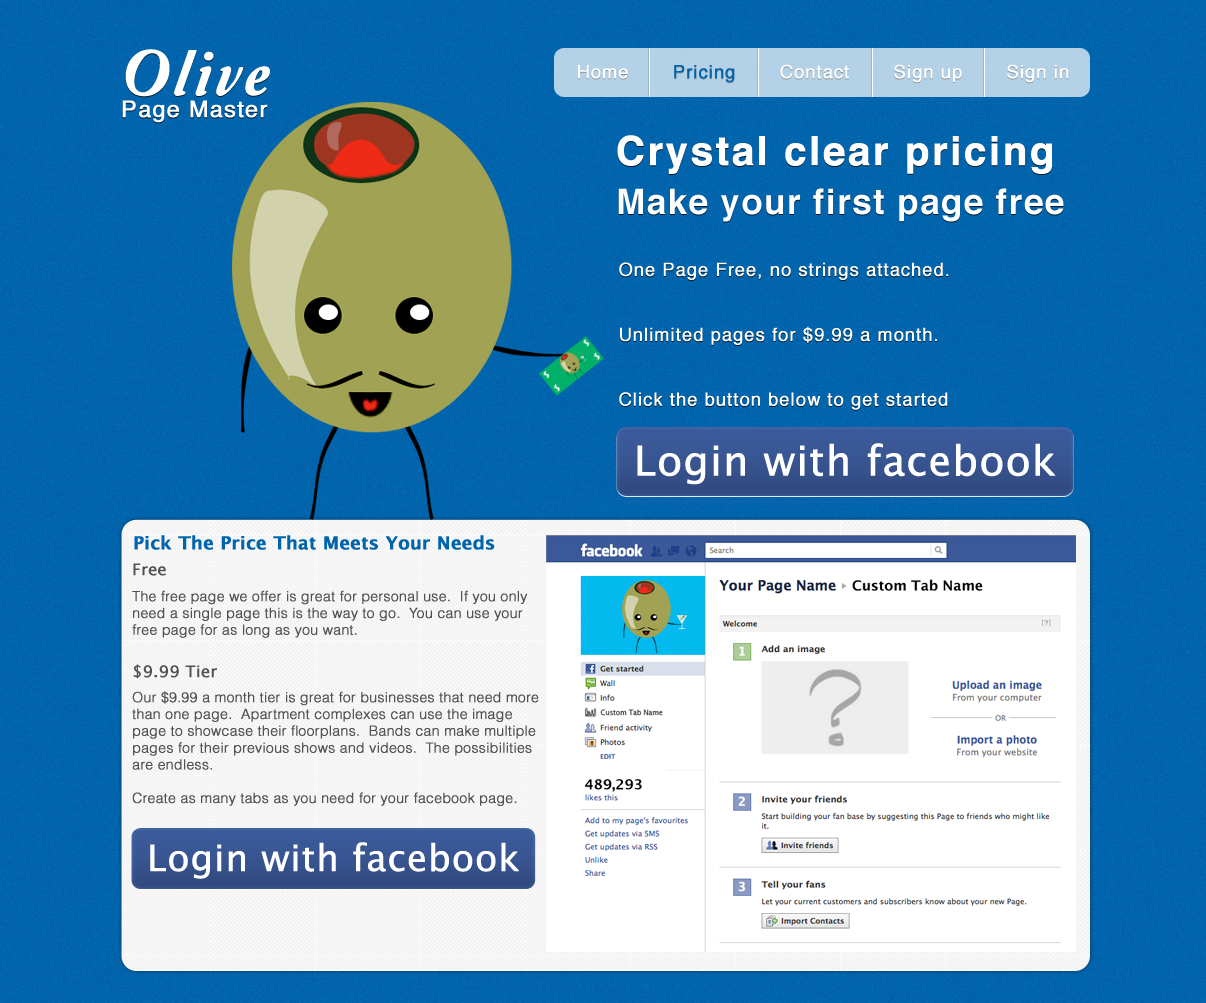 Olive
Page Master
Home
Pricing
Contact
Sign up
Sign in
Crystal clear pricing
Make your first page free
One Page Free, no strings attached.
Unlimited pages for $9.99 a month.
Click the button below to get started
Login with facebook
Pick The Price That Meets Your Needs
Free
The free page we offer is great for personal use.  If you only
need a single page this is the way to go.  You can use your
free page for as long as you want.
$9.99 Tier
Our $9.99 a month tier is great for businesses that need more
than one page.  Apartment complexes can use the image
page to showcase their floorplans.  Bands can make multiple
pages for their previous shows and videos.  The possibilities
are endless.
Create as many tabs as you need for your facebook page.
Login with facebook
facebook
Search
Get started
Wall
Info
Custom Tab Name
Friend activity
Photos
EDIT
489,293
likes this
Add to my page's favourites
Get updates via SMS
Get updates via RSS
Unlike
Share
Your Page Name ▸ Custom Tab Name
Welcome
[?]
1 Add an image
?
Upload an image
From your computer
OR
Import a photo
From your website
2 Invite your friends
Start building your fan base by suggesting this Page to friends who might like
it.
Invite friends
3 Tell your fans
Let your current customers and subscribers know about your new Page.
Import Contacts